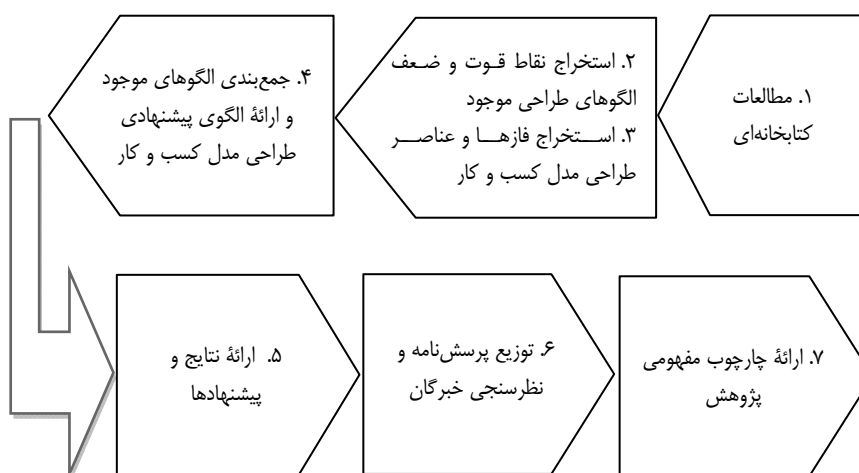 ۱. مطالعات
کتابخانه‌ای
۲. استخراج نقاط قوت و ضعف
الگوهای طراحی موجود
۳. استخراج فازها و عناصر
طراحی مدل کسب و کار
۴. جمع‌بندی الگوهای موجود
و ارائهٔ الگوی پیشنهادی
طراحی مدل کسب و کار
۵. ارائهٔ نتایج و
پیشنهادها
۶. توزیع پرسش‌نامه و
نظرسنجی خبرگان
۷. ارائهٔ چارچوب مفهومی
پژوهش